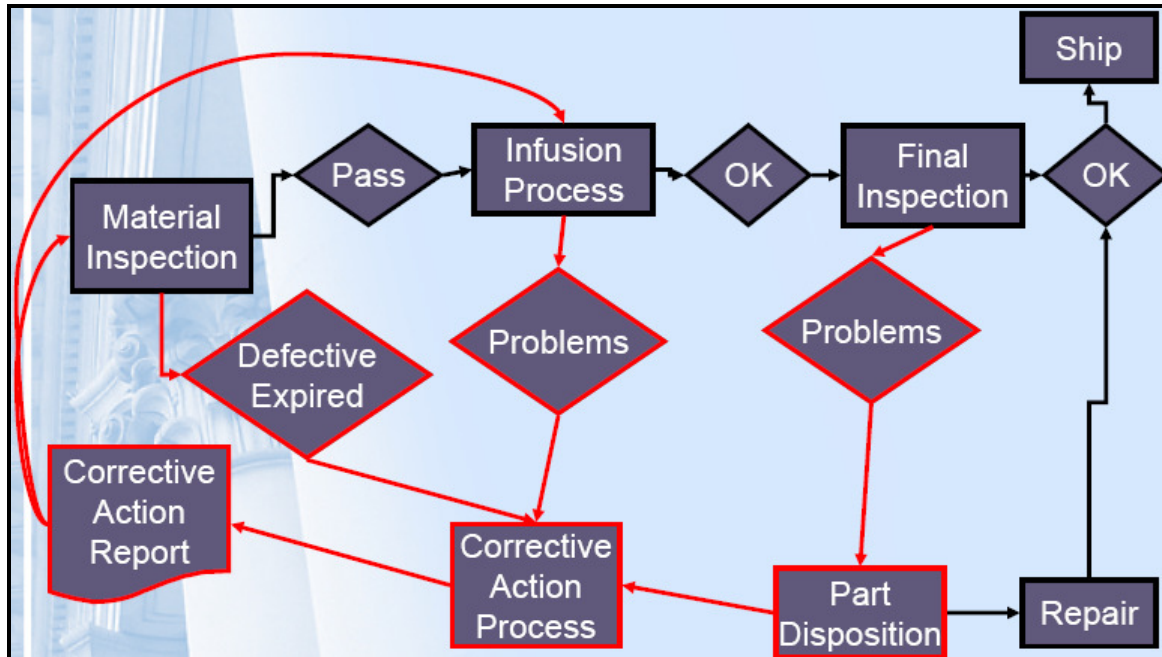 Ship
Pass
Infusion
Process
OK
Final
Inspection
OK
Material
Inspection
Defective
Expired
Problems
Problems
Corrective
Action
Report
Corrective
Action
Process
Part
Disposition
Repair